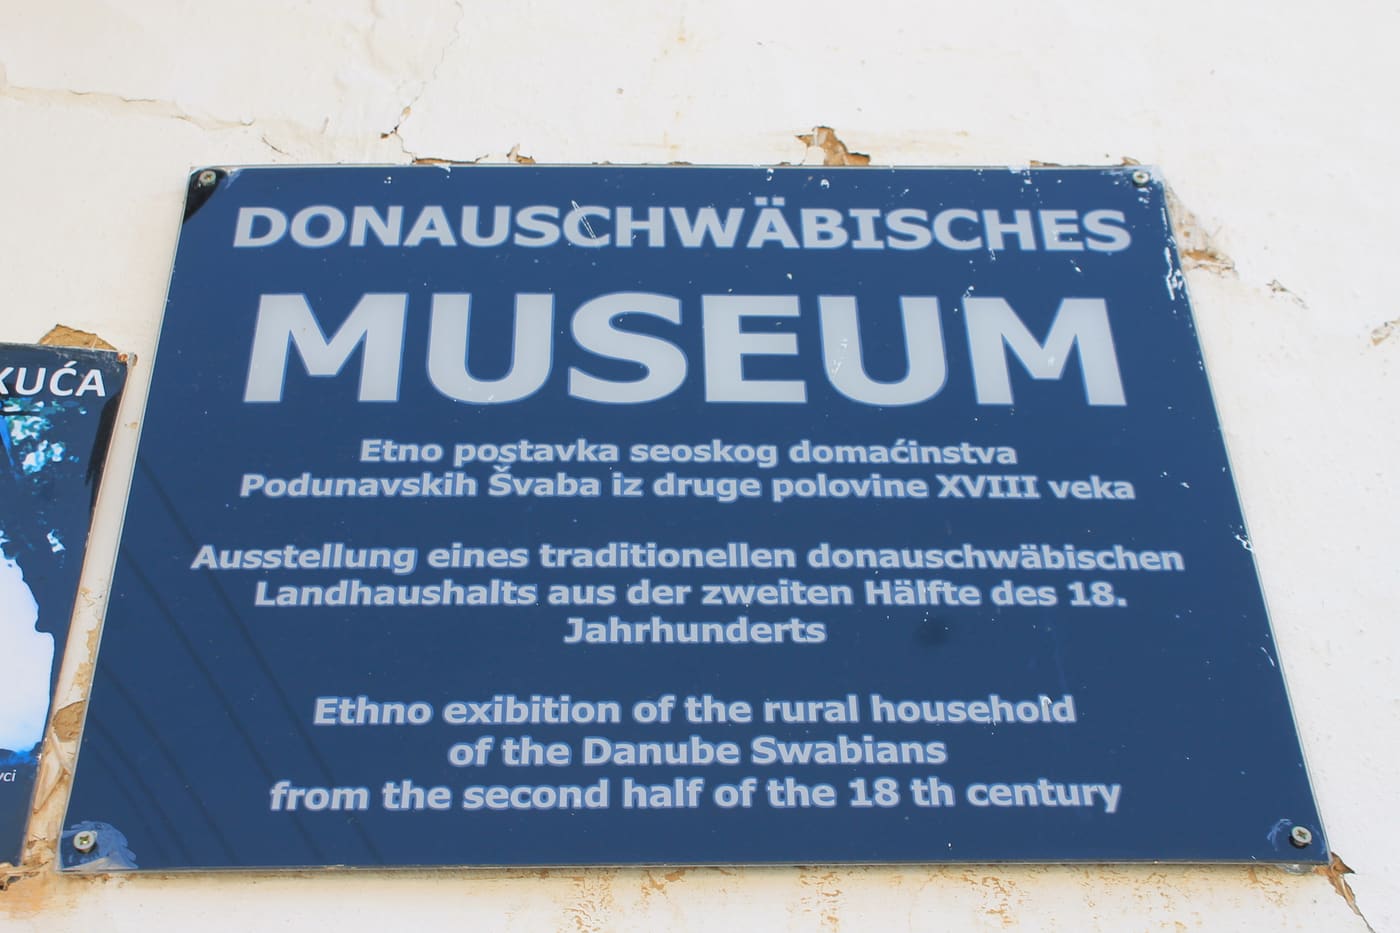 DONAUSCHWÄBISCHES
MUSEUM
Etno postavka seoskog domaćinstva
Podunavskih Švaba iz druge polovine XVIII veka
Ausstellung eines traditionellen donauschwäbischen
Landhaushalts aus der zweiten Hälfte des 18.
Jahrhunderts
Ethno exibition of the rural household
of the Danube Swabians
from the second half of the 18 th century
KUĆA